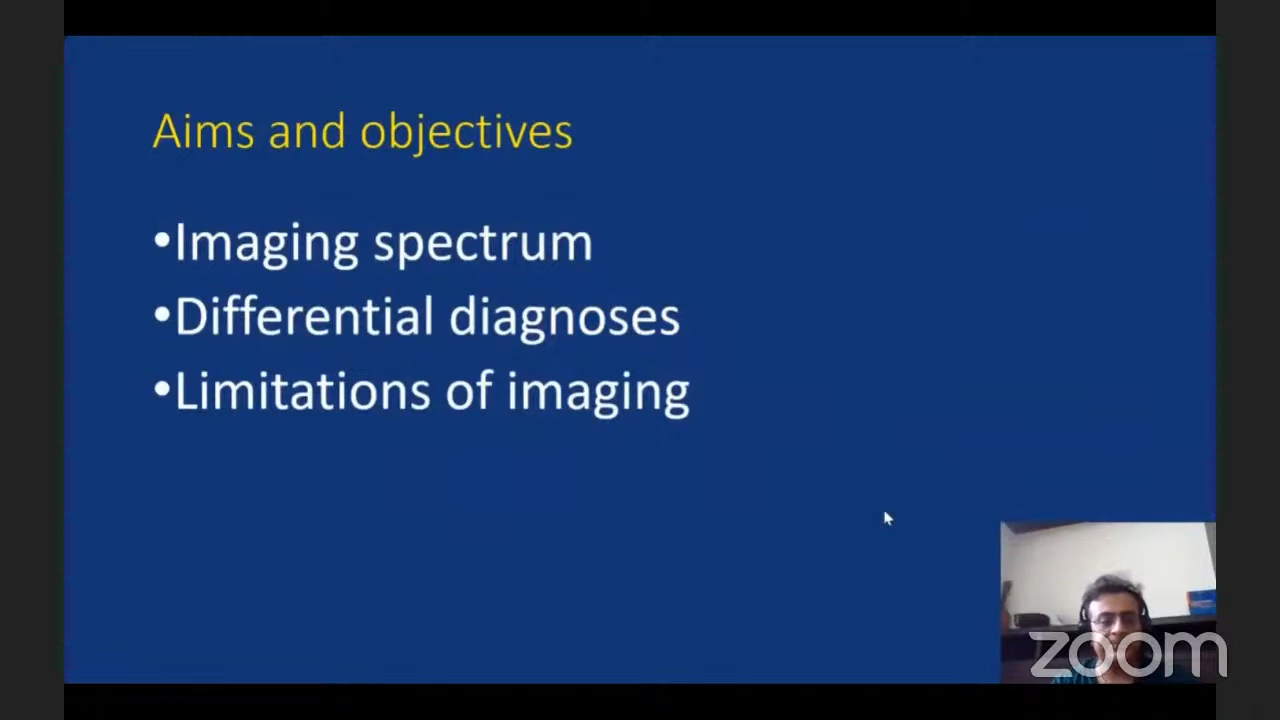 Aims and objectives
•Imaging spectrum
•Differential diagnoses
•Limitations of imaging
zoom